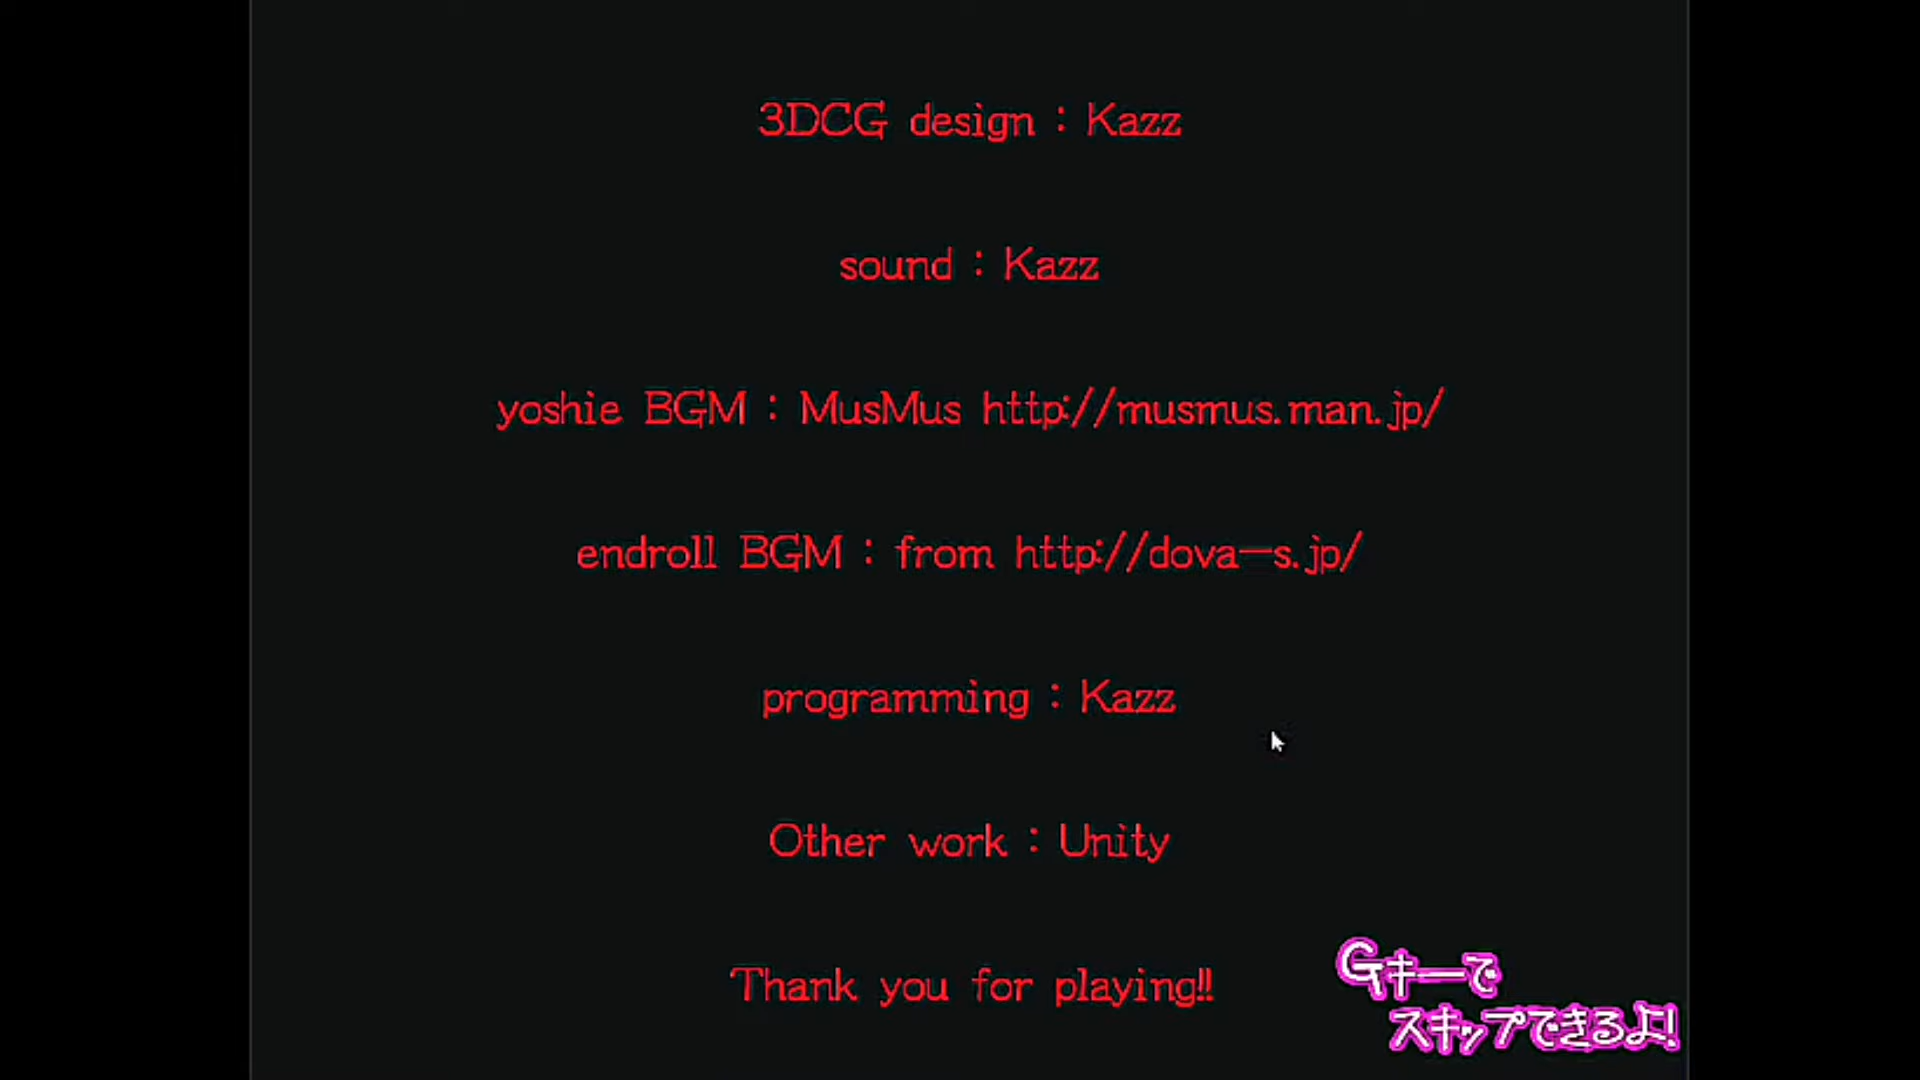 3DCG design : Kazz
sound : Kazz
yoshie BGM : MusMus http://musmus.man.jp/
endroll BGM : from http://dova-s.jp/
programming : Kazz
Other work : Unity
Thank you for playing!!
Gキーで
スキップできるよ!